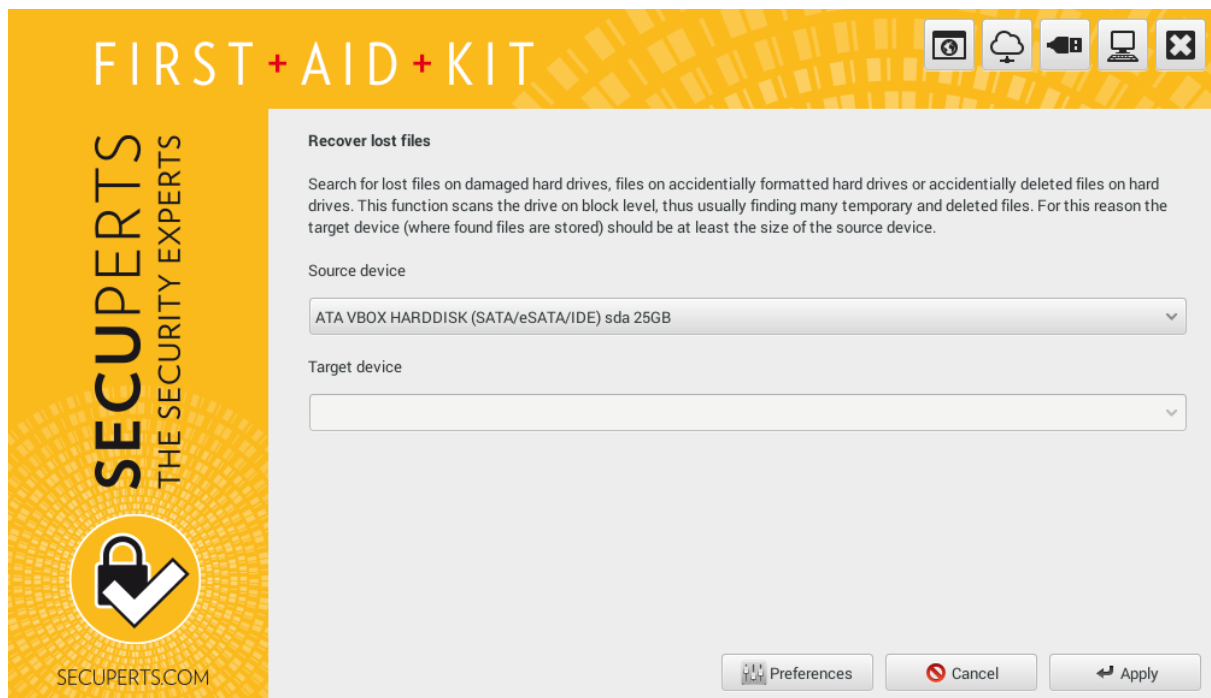 FIRST+AID+KIT
SECUPERTS
THE SECURITY EXPERTS
SECUPERTS.COM
Recover lost files
Search for lost files on damaged hard drives, files on accidentially formatted hard drives or accidentially deleted files on hard
drives. This function scans the drive on block level, thus usually finding many temporary and deleted files. For this reason the
target device (where found files are stored) should be at least the size of the source device.
Source device
ATA VBOX HARDDISK (SATA/eSATA/IDE) sda 25GB
Target device
Preferences
Cancel
Apply